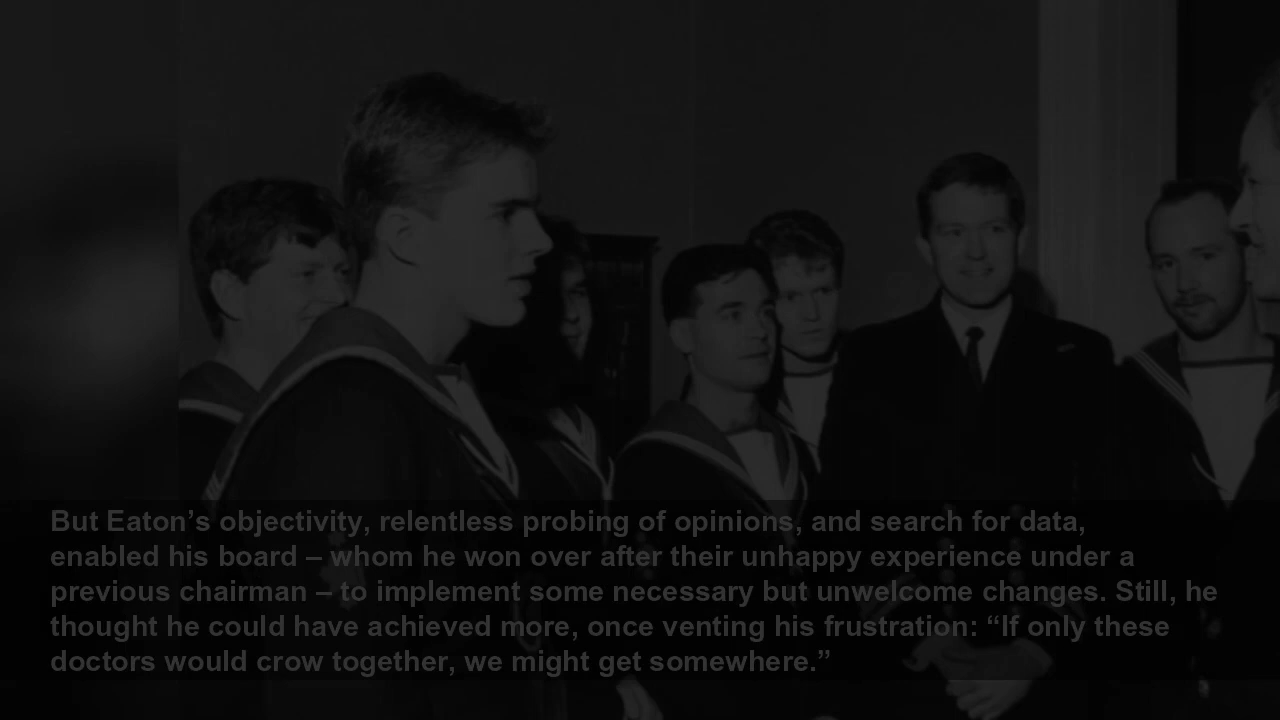 But Eaton’s objectivity, relentless probing of opinions, and search for data,
enabled his board – whom he won over after their unhappy experience under a
previous chairman – to implement some necessary but unwelcome changes. Still, he
thought he could have achieved more, once venting his frustration: “If only these
doctors would crow together, we might get somewhere.”